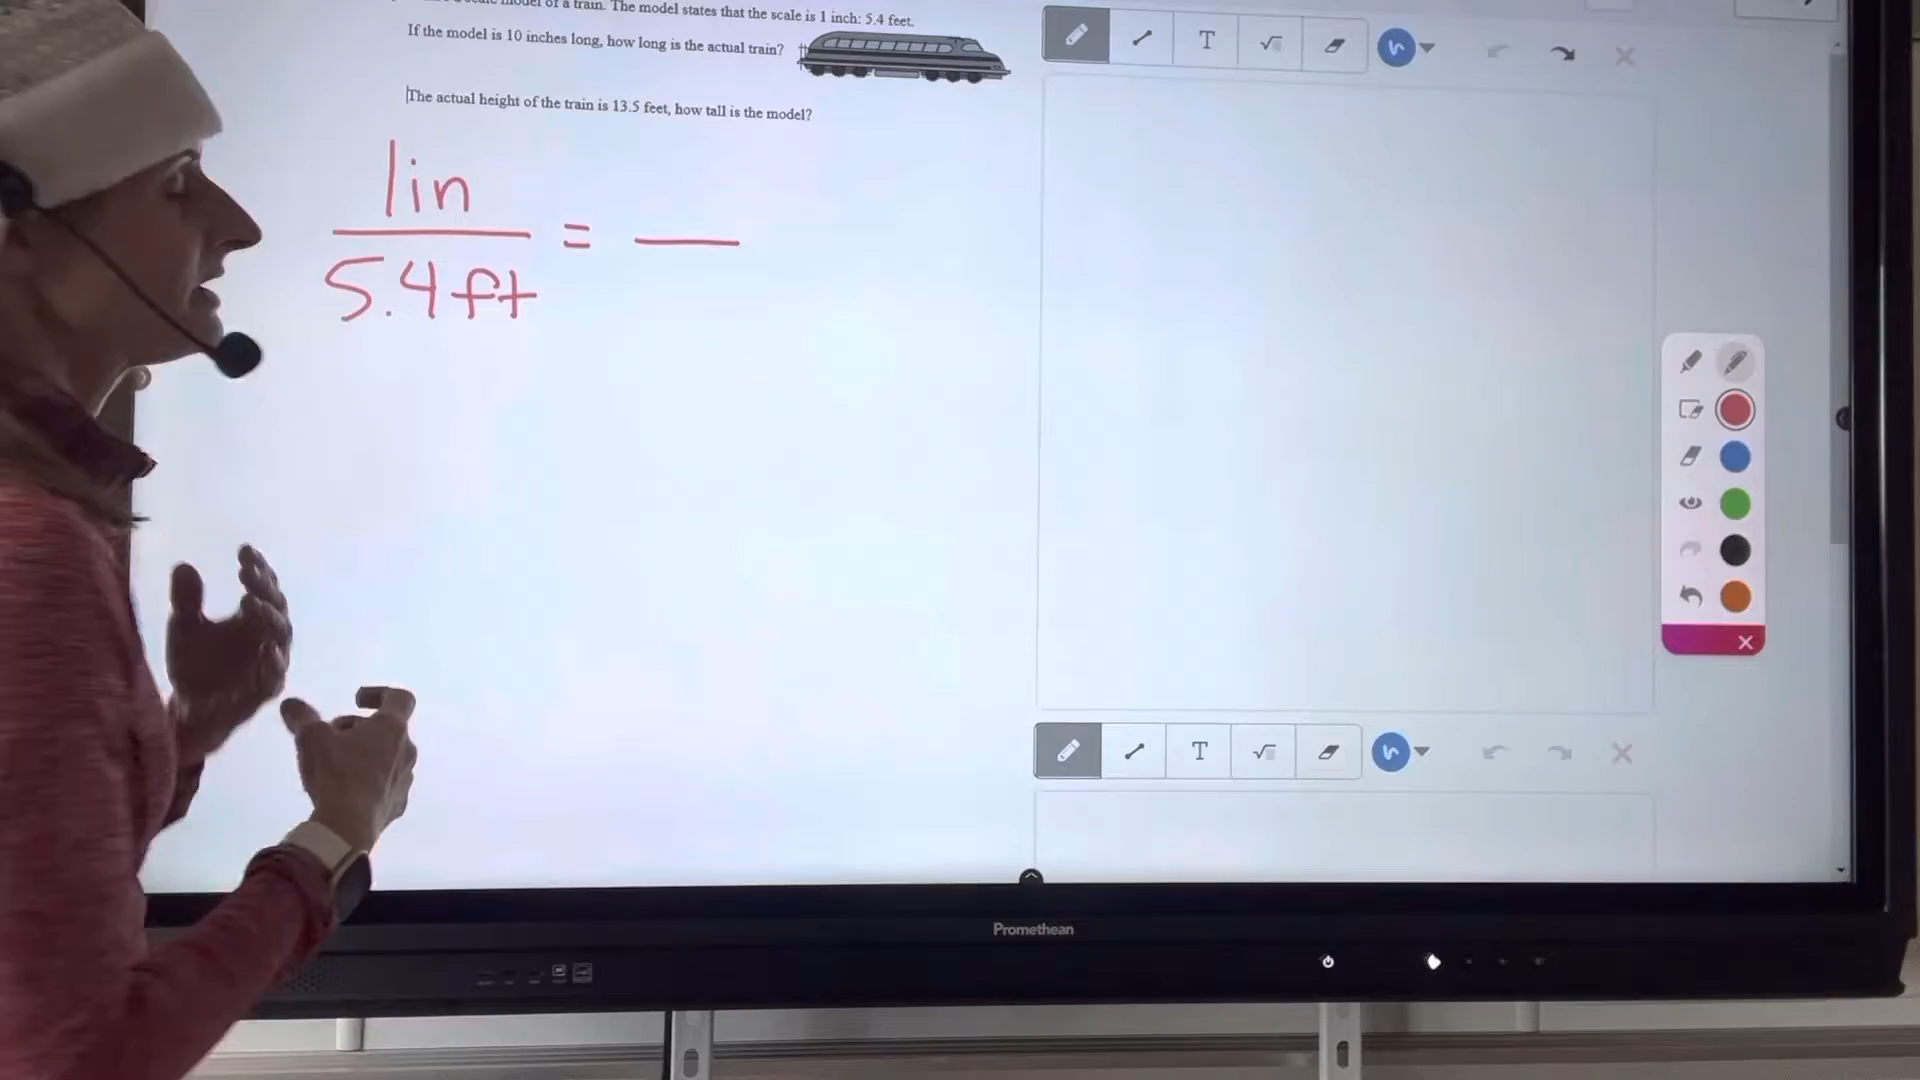 scale model of a train. The model states that the scale is 1 inch: 5.4 feet.
If the model is 10 inches long, how long is the actual train?
The actual height of the train is 13.5 feet, how tall is the model?
1in
=
5.4ft
T
√
T
√
Promethean